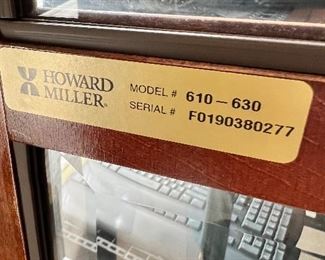 HOWARD MILLER® MODEL # 610-630
SERIAL # F0190380277